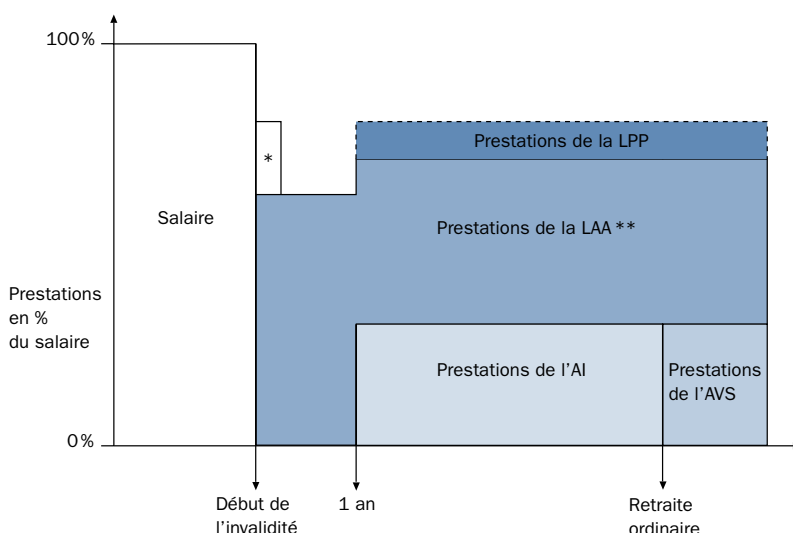 100%
Prestations de la LPP
*
Salaire
Prestations de la LAA **
Prestations
en %
du salaire
Prestations de l'AI
Prestations
de l'AVS
0%
Début de
l'invalidité
1 an
Retraite
ordinaire